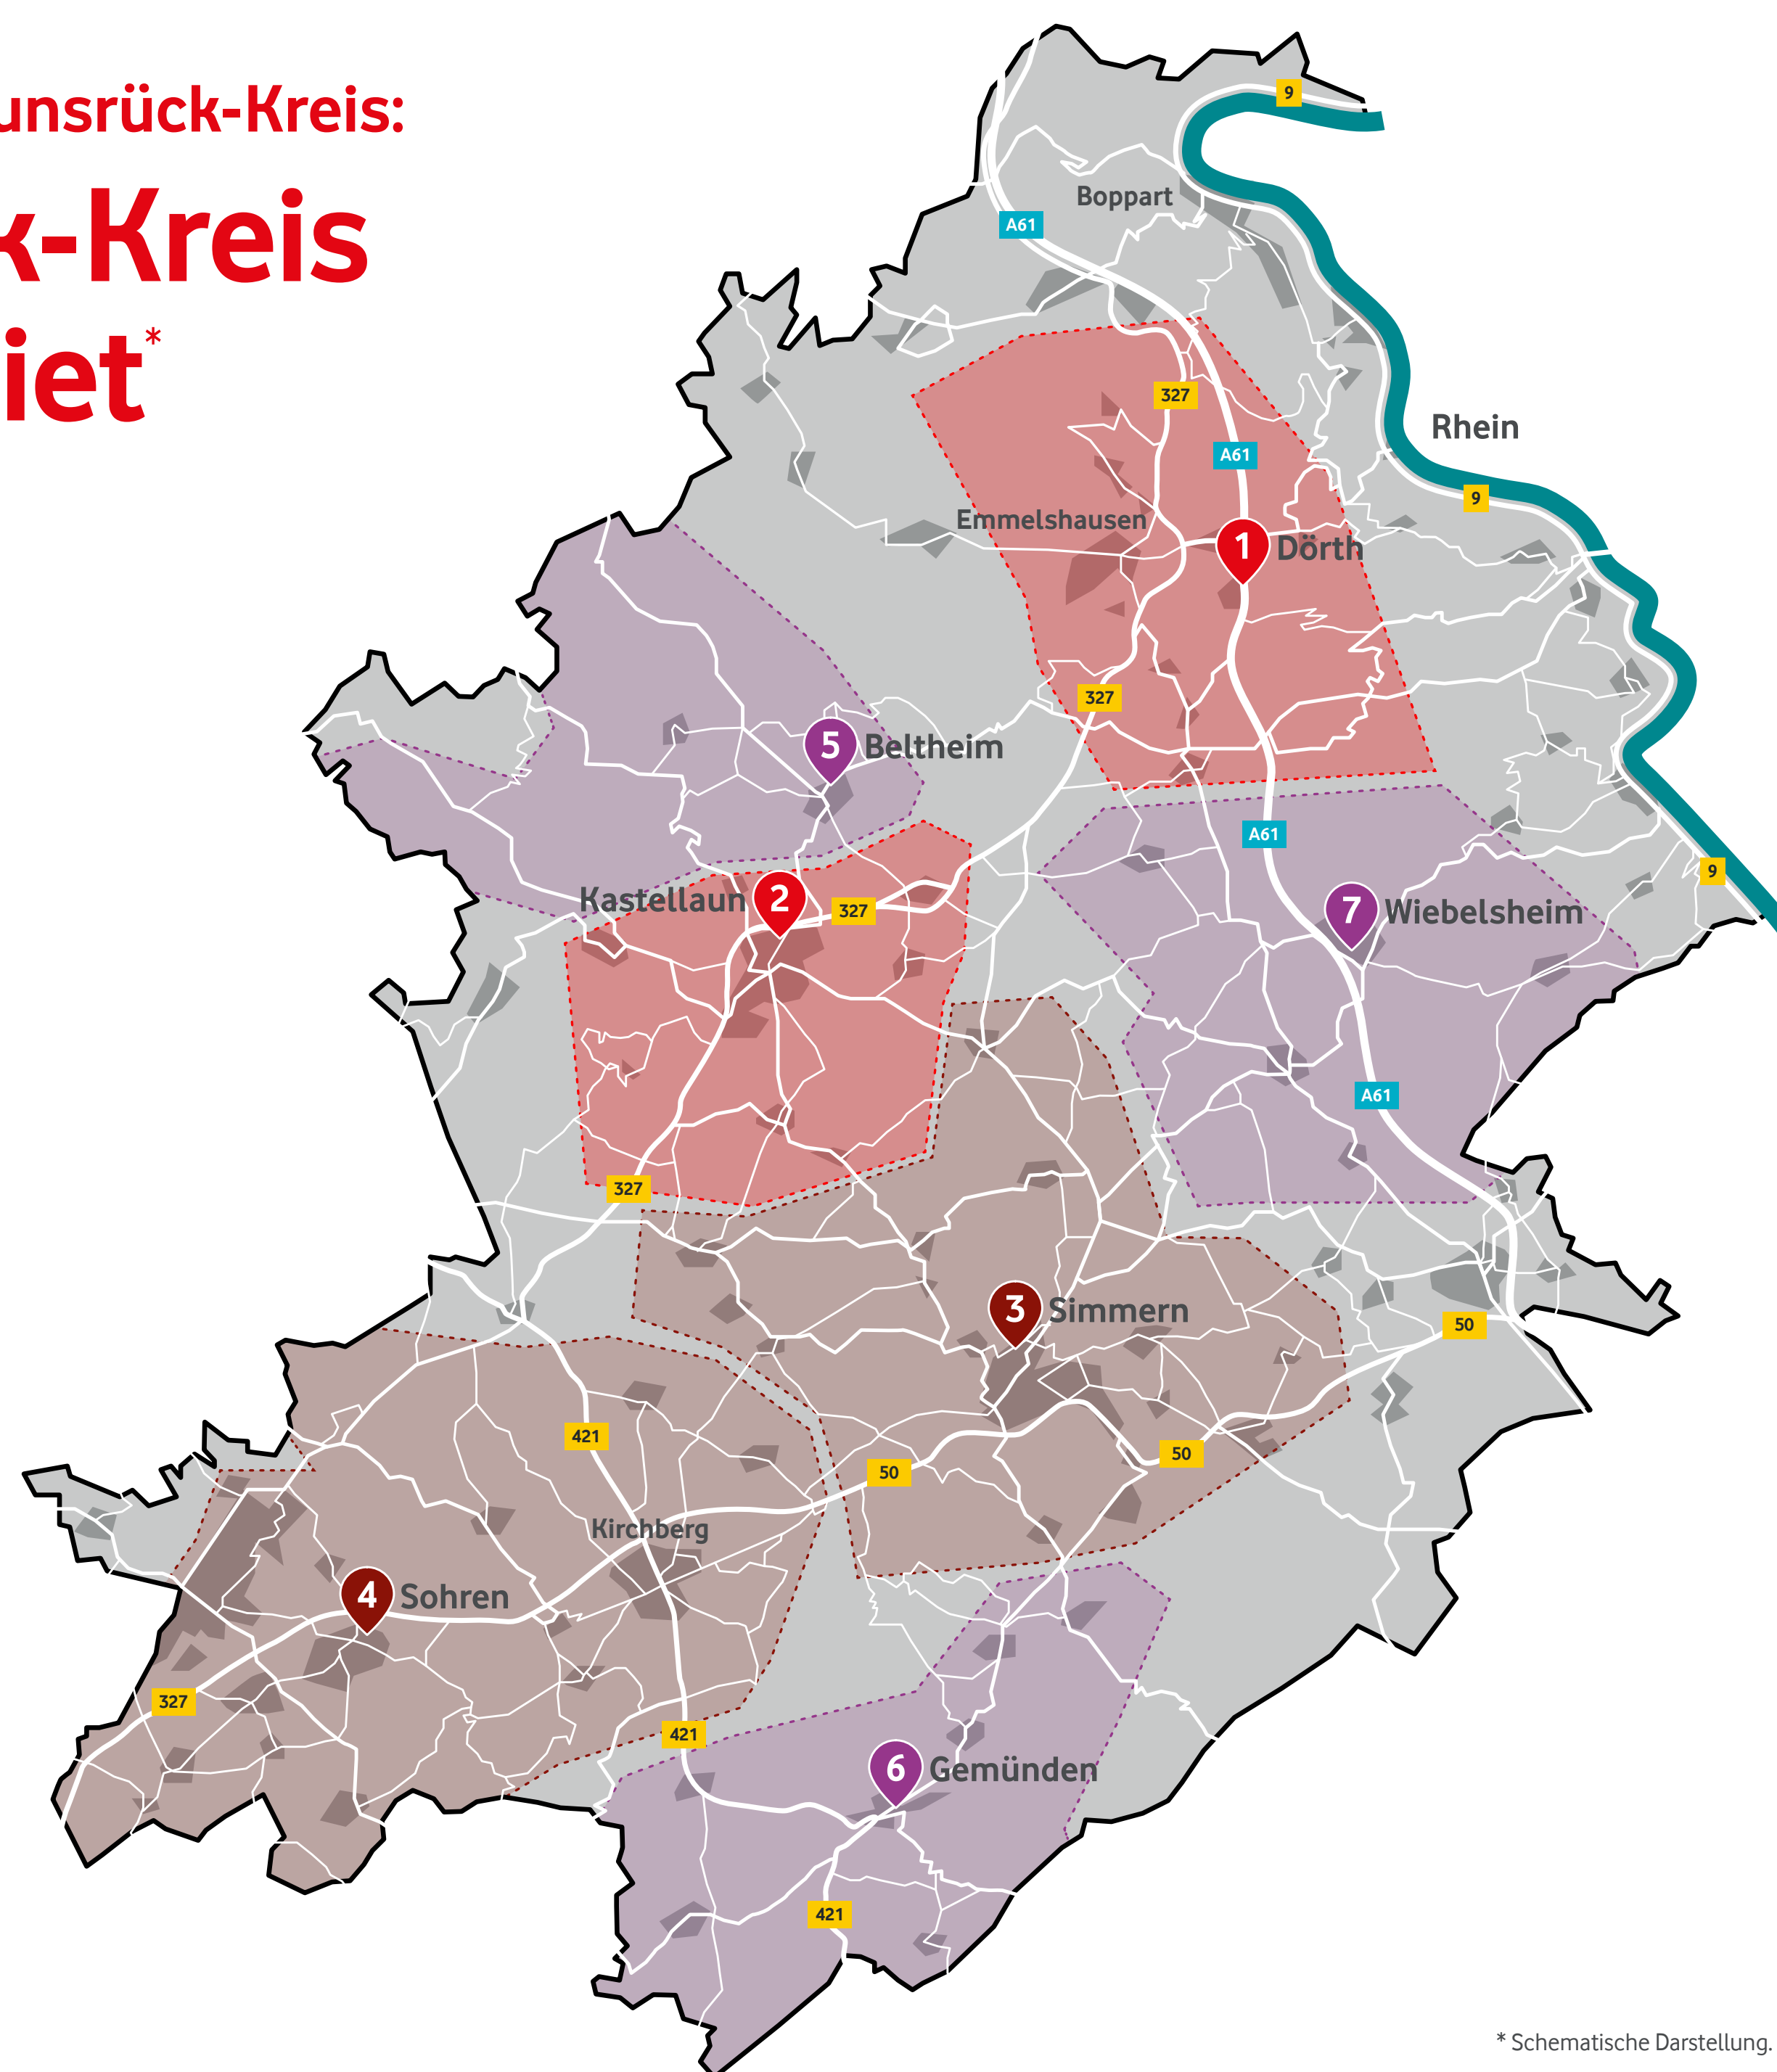 unsrück-Kreis:
k-Kreis
iet*
9
Boppart
A61
327
Rhein
A61
9
Emmelshausen
1 Dörth
327
5 Beltheim
A61
9
Kastellaun 2
327
7 Wiebelsheim
A61
327
3 Simmern
50
421
50
50
Kirchberg
4 Sohren
327
421
6 Gemünden
421
* Schematische Darstellung.